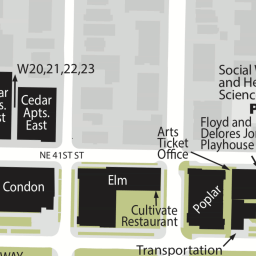 W20,21,22,23
Cedar
Apts.
East
Social
and He
Scienc
P
Floyd and
Delores Jo
Playhouse
Arts
Ticket
Office
NE 41ST ST
Condon
Elm
Poplar
Cultivate
Restaurant
Transportation
WAY